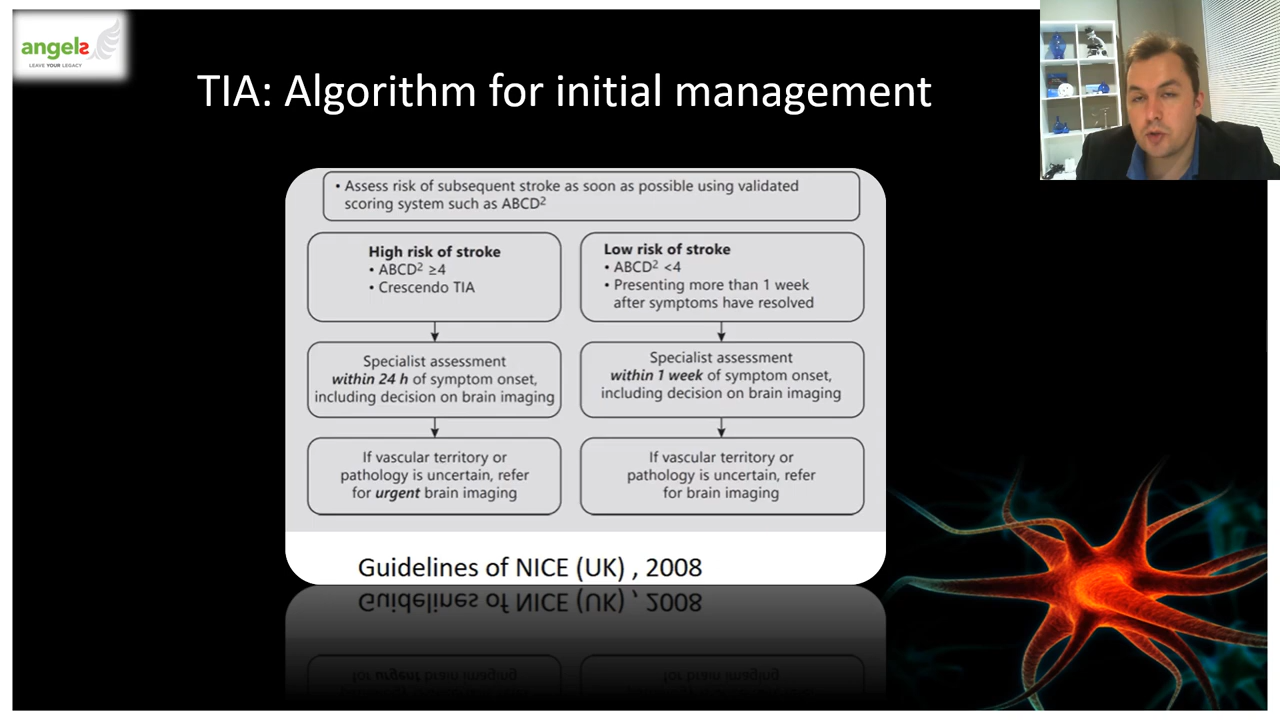 angels
LEAVE YOUR LEGACY
TIA: Algorithm for initial management
• Assess risk of subsequent stroke as soon as possible using validated
scoring system such as ABCD²
High risk of stroke
• ABCD² ≥4
• Crescendo TIA
Low risk of stroke
• ABCD² <4
• Presenting more than 1 week
after symptoms have resolved
Specialist assessment
within 24 h of symptom onset,
including decision on brain imaging
Specialist assessment
within 1 week of symptom onset,
including decision on brain imaging
If vascular territory or
pathology is uncertain, refer
for urgent brain imaging
If vascular territory or
pathology is uncertain, refer
for brain imaging
Guidelines of NICE (UK) , 2008